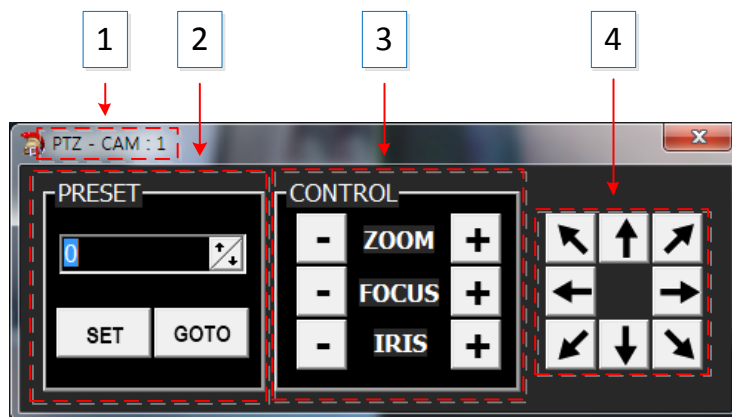 1 2 3 4
PTZ - CAM : 1
x
PRESET
CONTROL
0
- ZOOM +
- FOCUS +
- IRIS +
SET GOTO